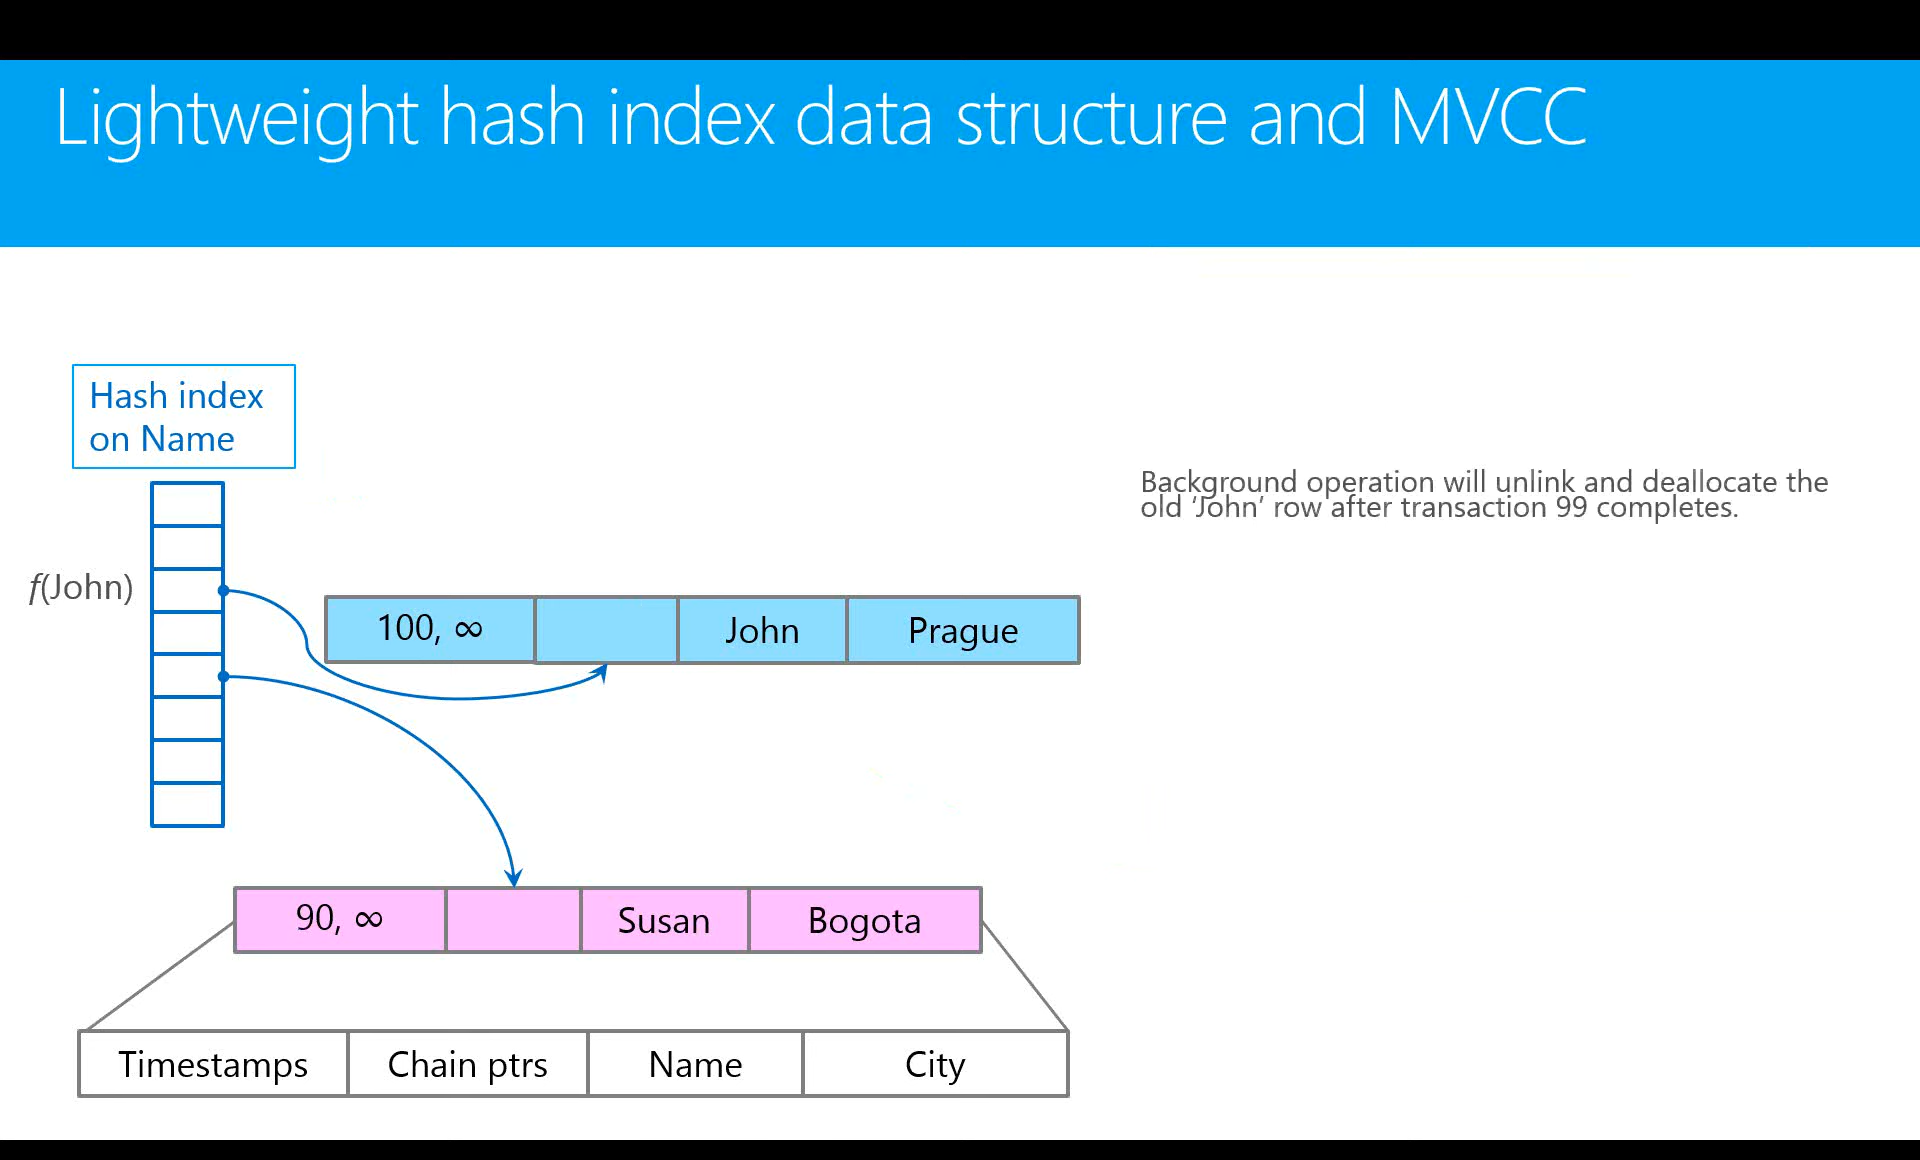 Lightweight hash index data structure and MVCC
Hash index
on Name
Background operation will unlink and deallocate the
old ‘John’ row after transaction 99 completes.
f(John)
100, ∞ John Prague
90, ∞ Susan Bogota
Timestamps Chain ptrs Name City